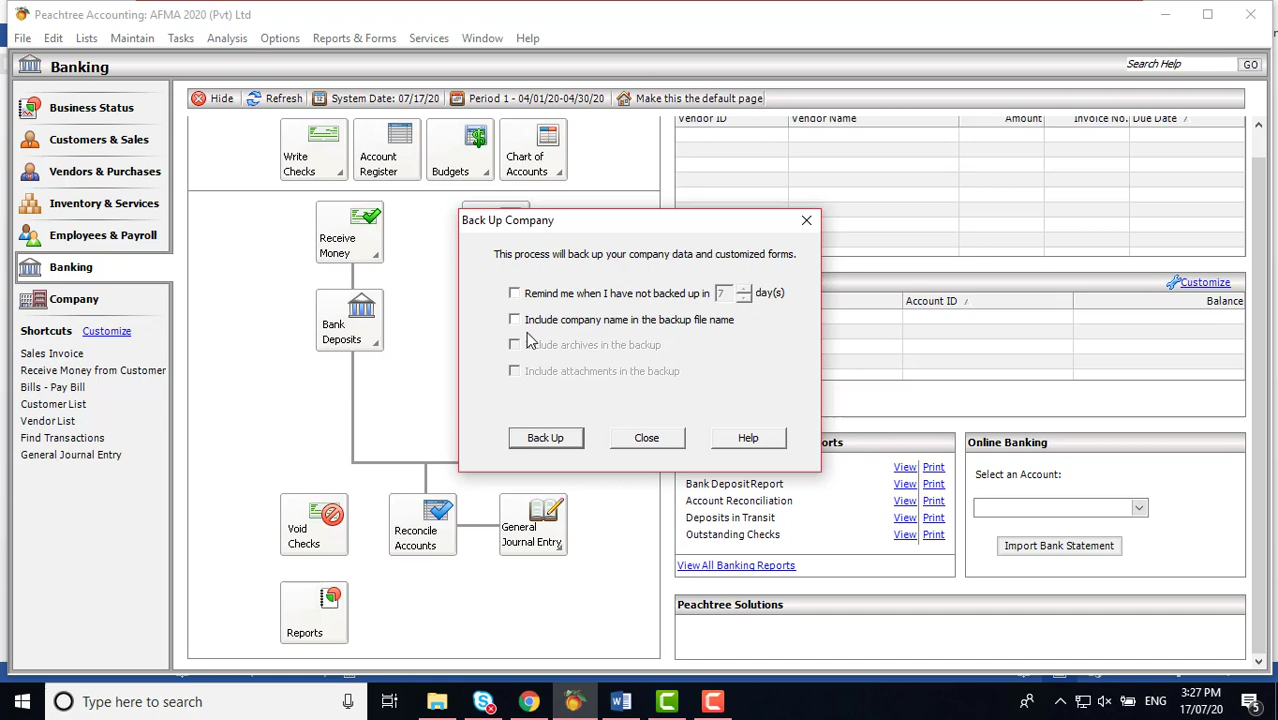 Peachtree Accounting: AFMA 2020 (Pvt) Ltd
File Edit Lists Maintain Tasks Analysis Options Reports & Forms Services Window Help
Banking
Search Help
GO
Business Status
Customers & Sales
Vendors & Purchases
Inventory & Services
Employees & Payroll
Banking
Company
Shortcuts Customize
Sales Invoice
Receive Money from Customer
Bills - Pay Bill
Customer List
Vendor List
Find Transactions
General Journal Entry
Hide Refresh System Date: 07/17/20 Period 1 - 04/01/20-04/30/20 Make this the default page
Write Checks
Account Register
Budgets
Chart of Accounts
Receive Money
Bank Deposits
Void Checks
Reconcile Accounts
General Journal Entry
Reports
Back Up Company
This process will back up your company data and customized forms.
Remind me when I have not backed up in 7 day(s)
Include company name in the backup file name
clude archives in the backup
Include attachments in the backup
Back Up Close Help
Vendor ID Vendor Name Amount Invoice No. Due Date
Customize
Account ID Balance
orts
View Print
Bank Deposit Report View Print
Account Reconciliation View Print
Deposits in Transit View Print
Outstanding Checks View Print
View All Banking Reports
Online Banking
Select an Account:
Import Bank Statement
Peachtree Solutions
Type here to search
ENG
3:27 PM
17/07/20
5